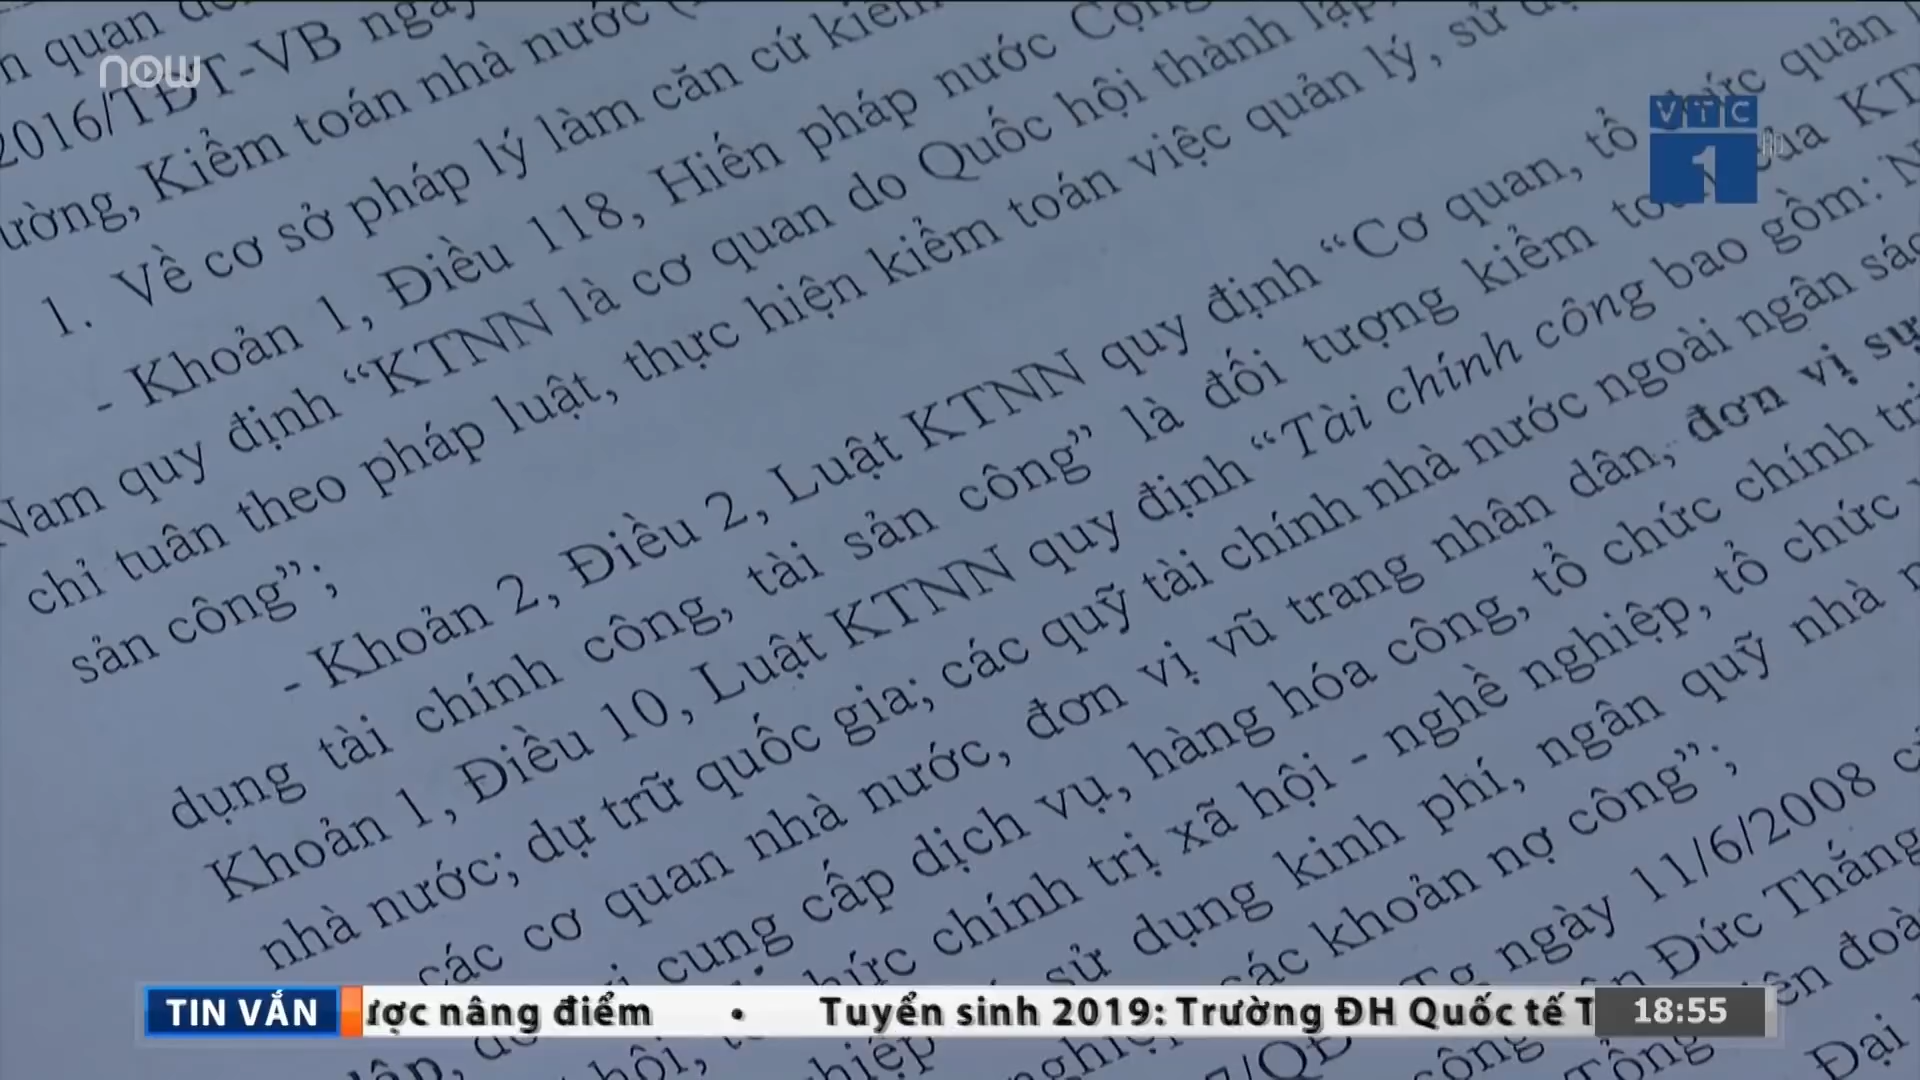 n quan
now
2016/TĐT-VB ngày
ường, Kiểm toán nhà nước
1. Về cơ sở pháp lý làm căn cứ kiểm
- Khoản 1, Điều 118, Hiến pháp nước Cộng
Nam quy định “KTNN là cơ quan do Quốc hội thành lập,
chỉ tuân theo pháp luật, thực hiện kiểm toán việc quản lý, sử
sản công”;
- Khoản 2, Điều 2, Luật KTNN quy định “Cơ quan, tổ chức quản
dụng tài chính công, tài sản công” là đối tượng kiểm toán của KT
Khoản 1, Điều 10, Luật KTNN quy định “Tài chính công bao gồm: N
nhà nước; dự trữ quốc gia; các quỹ tài chính nhà nước ngoài ngân sác
các cơ quan nhà nước, đơn vị vũ trang nhân dân, đơn vị sự
cung cấp dịch vụ, hàng hóa công, tổ chức chính trị
chức chính trị xã hội - nghề nghiệp, tổ chức
sử dụng kinh phí, ngân quỹ nhà n
các khoản nợ công”;
ngày 11/6/2008
Đức Thắng
công
Tổng
Đại
VTC
1
HD
TIN VẮN
ược nâng điểm • Tuyển sinh 2019: Trường ĐH Quốc tế T
18:55